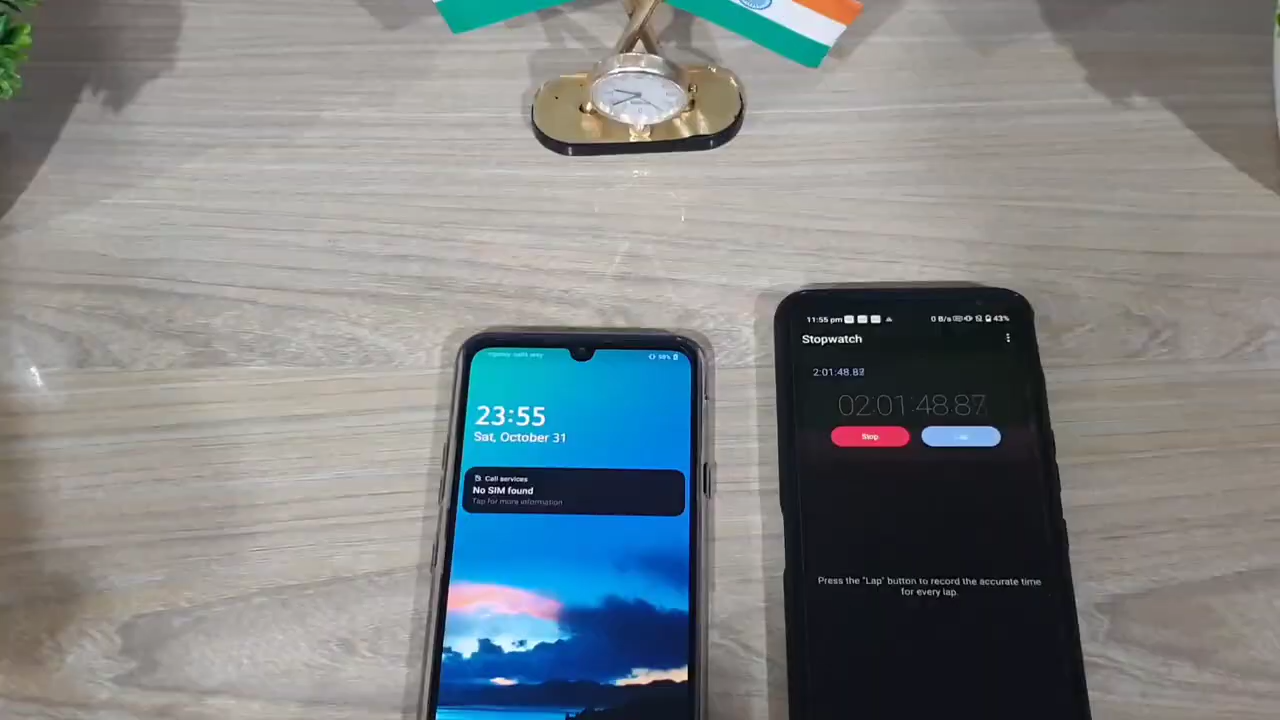 23:55
Sat, October 31
Call services
No SIM found
Tap for more information
11:55 pm
0 B/s 43%
Stopwatch
2:01:48.87
02:01:48.87
Stop
Press the "Lap" button to record the accurate time
for every lap.